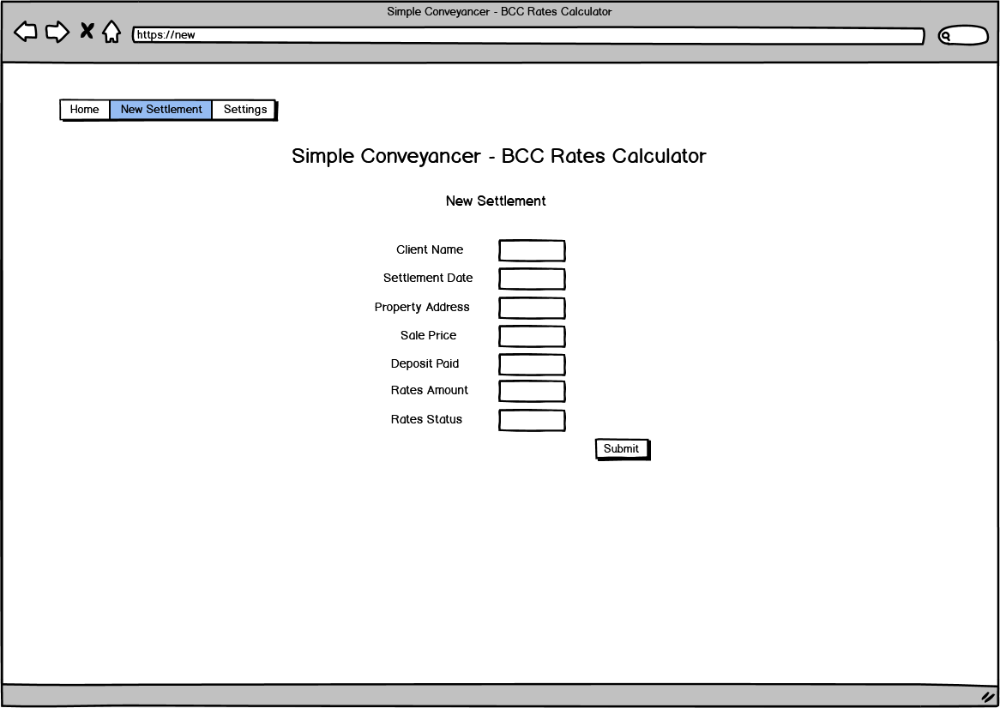 Simple Conveyancer - BCC Rates Calculator
https://new
Home New Settlement Settings
Simple Conveyancer - BCC Rates Calculator
New Settlement
Client Name
Settlement Date
Property Address
Sale Price
Deposit Paid
Rates Amount
Rates Status
Submit